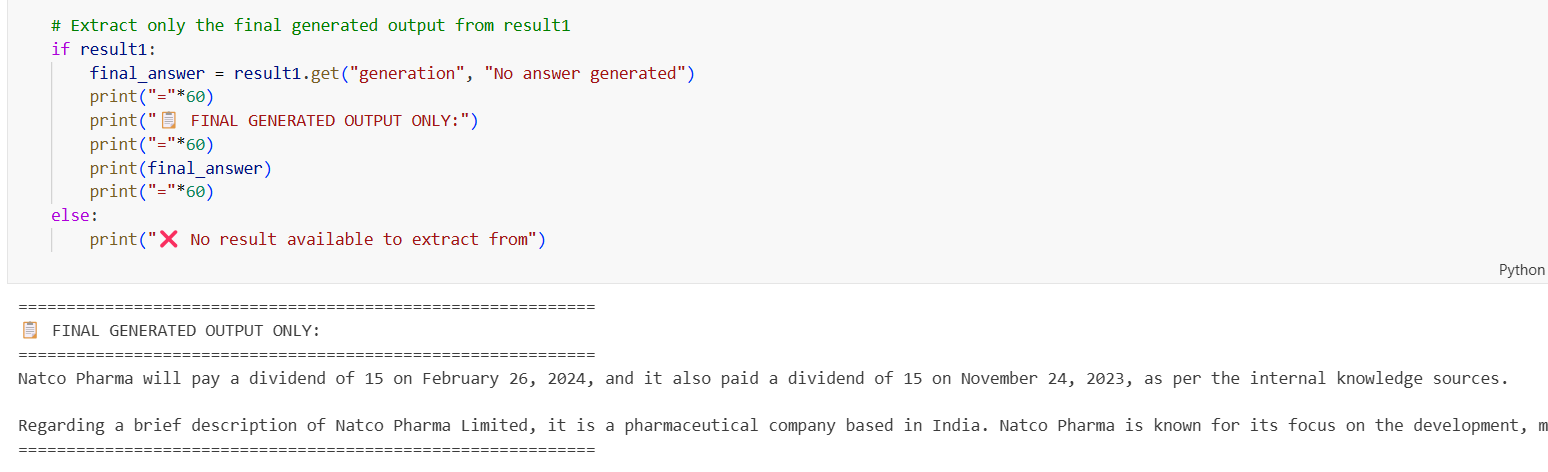 # Extract only the final generated output from result1
if result1:
    final_answer = result1.get("generation", "No answer generated")
    print("="*60)
    print("📋 FINAL GENERATED OUTPUT ONLY:")
    print("="*60)
    print(final_answer)
    print("="*60)
else:
    print("❌ No result available to extract from")
Python
============================================================
📋 FINAL GENERATED OUTPUT ONLY:
============================================================
Natco Pharma will pay a dividend of 15 on February 26, 2024, and it also paid a dividend of 15 on November 24, 2023, as per the internal knowledge sources.
Regarding a brief description of Natco Pharma Limited, it is a pharmaceutical company based in India. Natco Pharma is known for its focus on the development, m
============================================================